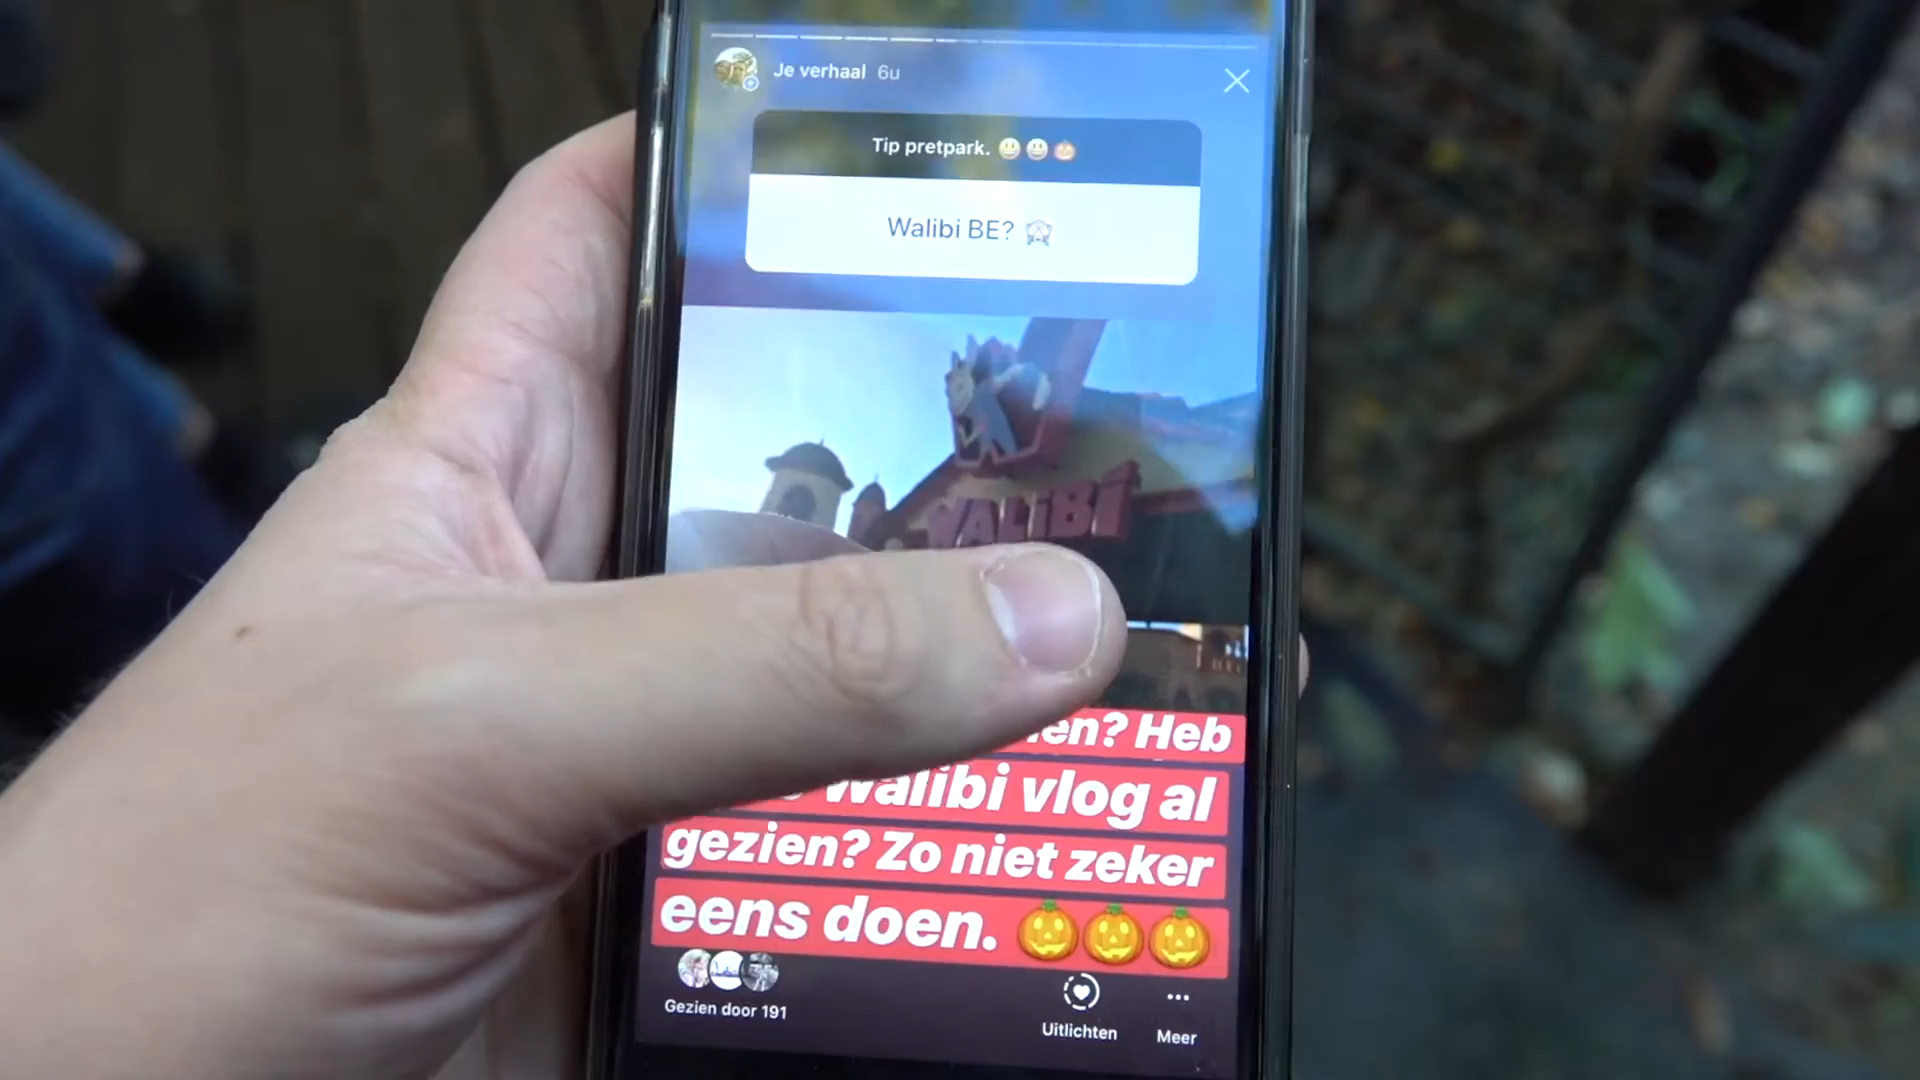 Je verhaal 6u
Tip pretpark. 😃😃🎃
Walibi BE? 🙈
WALiBi
Heb
Walibi vlog al
gezien? Zo niet zeker
eens doen. 🎃🎃🎃
Gezien door 191
Uitlichten
Meer